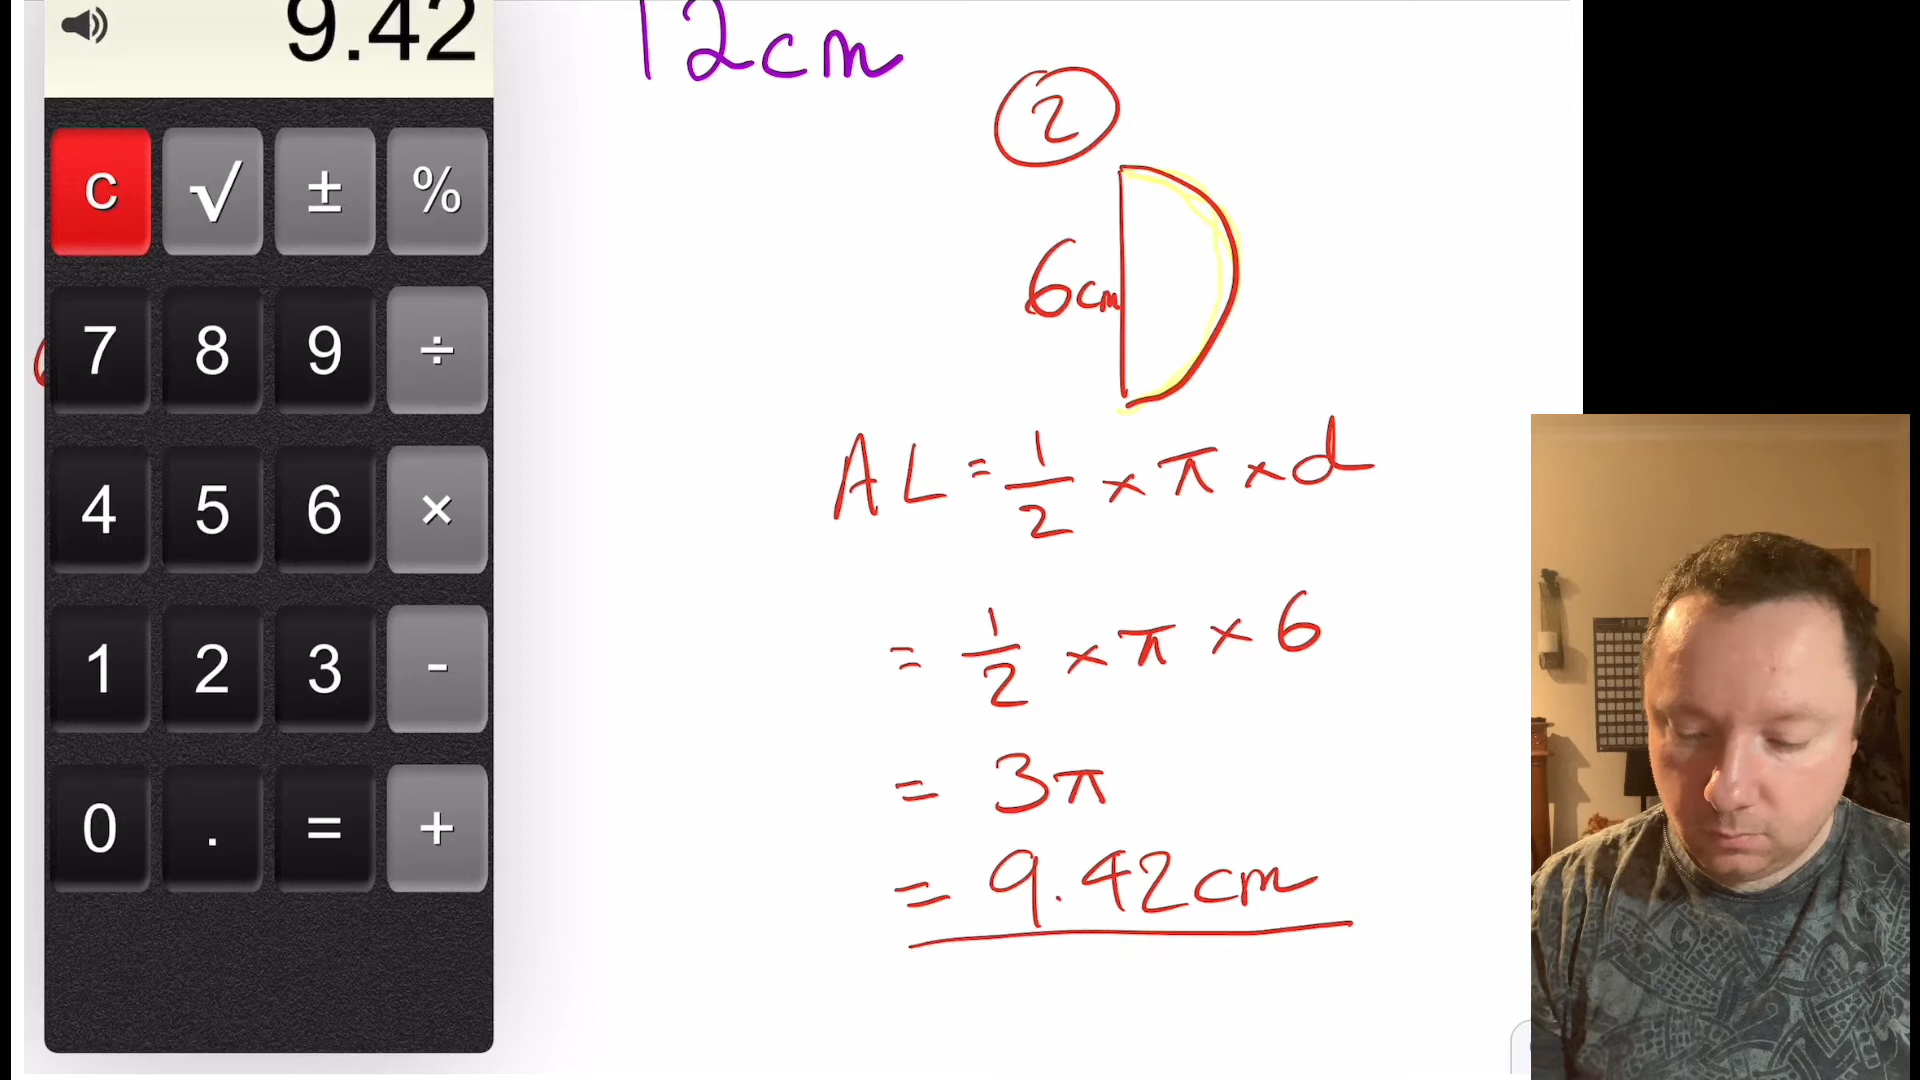 9.42
C √ ± %
7 8 9 ÷
4 5 6 ×
1 2 3 -
0 . = +
12cm
2
6cm
AL = 1/2 × π × d
= 1/2 × π × 6
= 3π
= 9.42cm